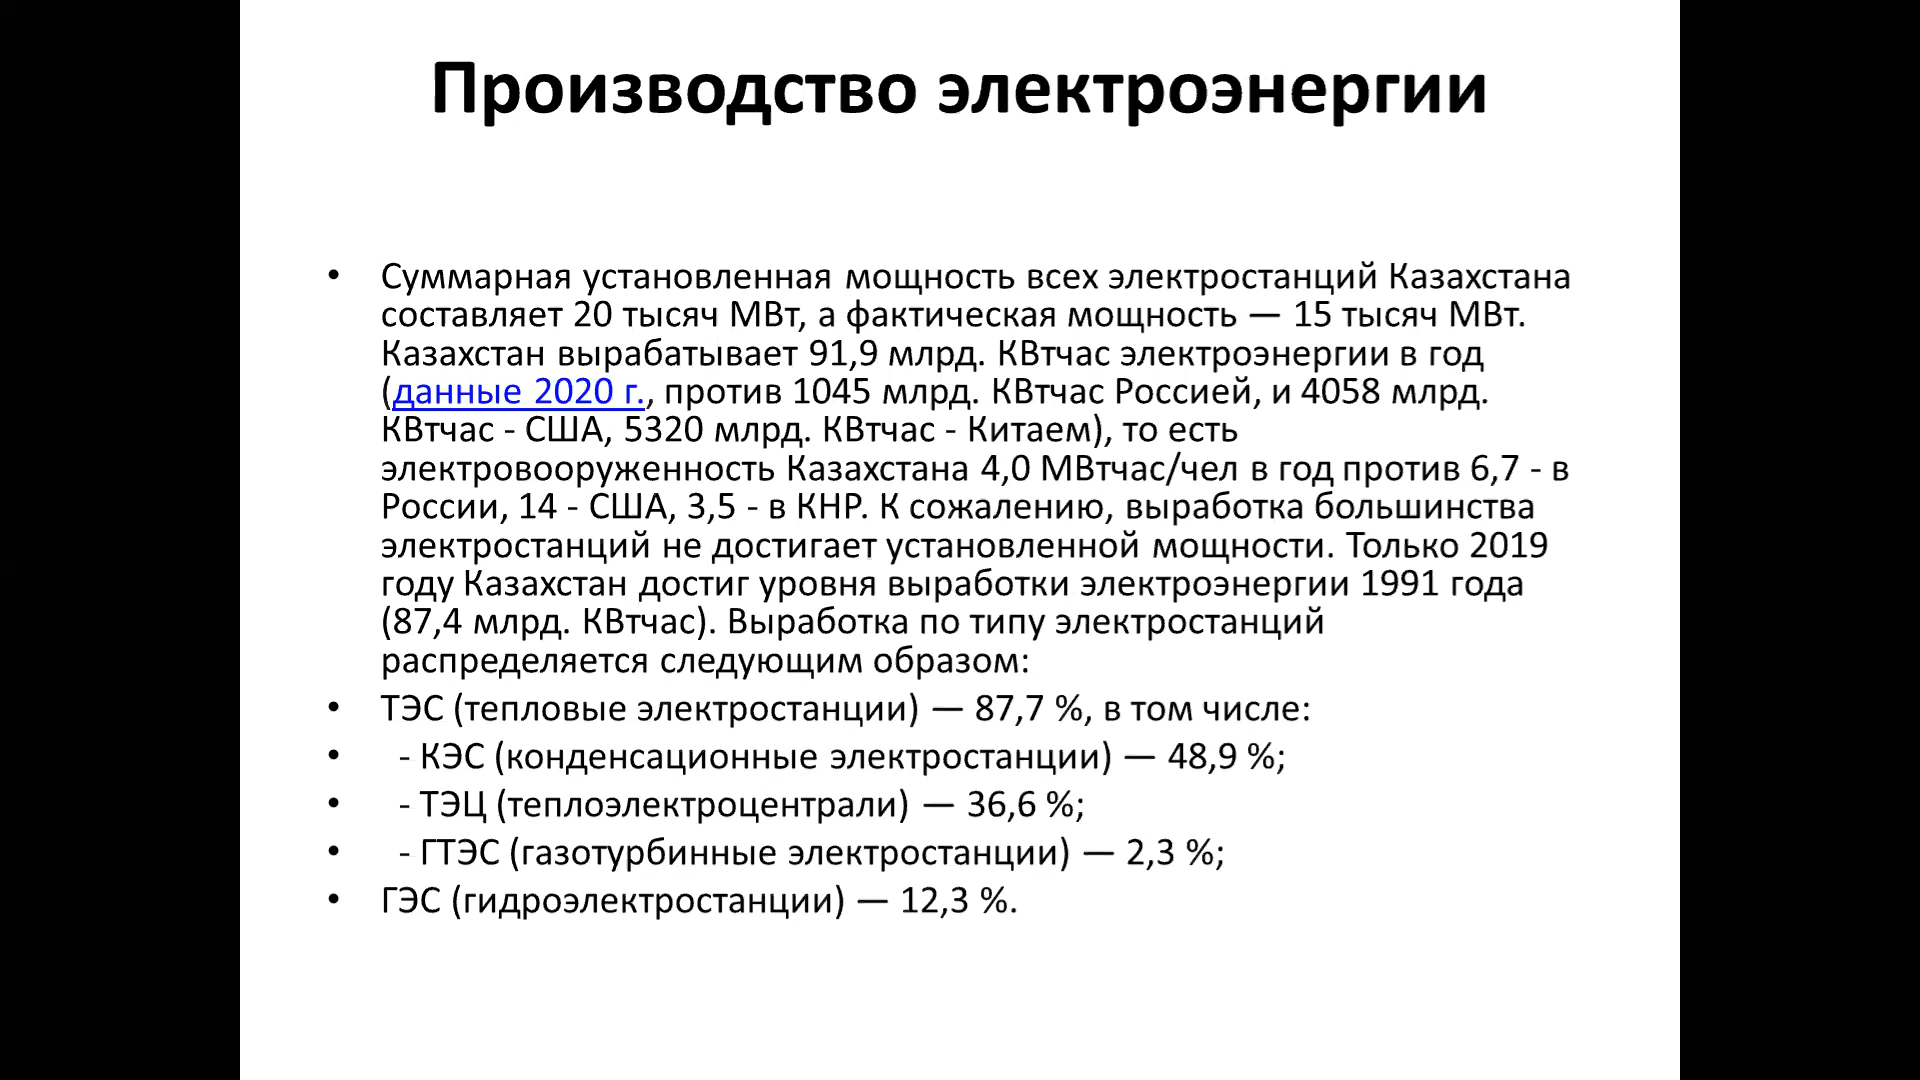 Производство электроэнергии
• Суммарная установленная мощность всех электростанций Казахстана
составляет 20 тысяч МВт, а фактическая мощность — 15 тысяч МВт.
Казахстан вырабатывает 91,9 млрд. КВтчас электроэнергии в год
(данные 2020 г., против 1045 млрд. КВтчас Россией, и 4058 млрд.
КВтчас - США, 5320 млрд. КВтчас - Китаем), то есть
электровооруженность Казахстана 4,0 МВтчас/чел в год против 6,7 - в
России, 14 - США, 3,5 - в КНР. К сожалению, выработка большинства
электростанций не достигает установленной мощности. Только 2019
году Казахстан достиг уровня выработки электроэнергии 1991 года
(87,4 млрд. КВтчас). Выработка по типу электростанций
распределяется следующим образом:
• ТЭС (тепловые электростанции) — 87,7 %, в том числе:
• - КЭС (конденсационные электростанции) — 48,9 %;
• - ТЭЦ (теплоэлектроцентрали) — 36,6 %;
• - ГТЭС (газотурбинные электростанции) — 2,3 %;
• ГЭС (гидроэлектростанции) — 12,3 %.